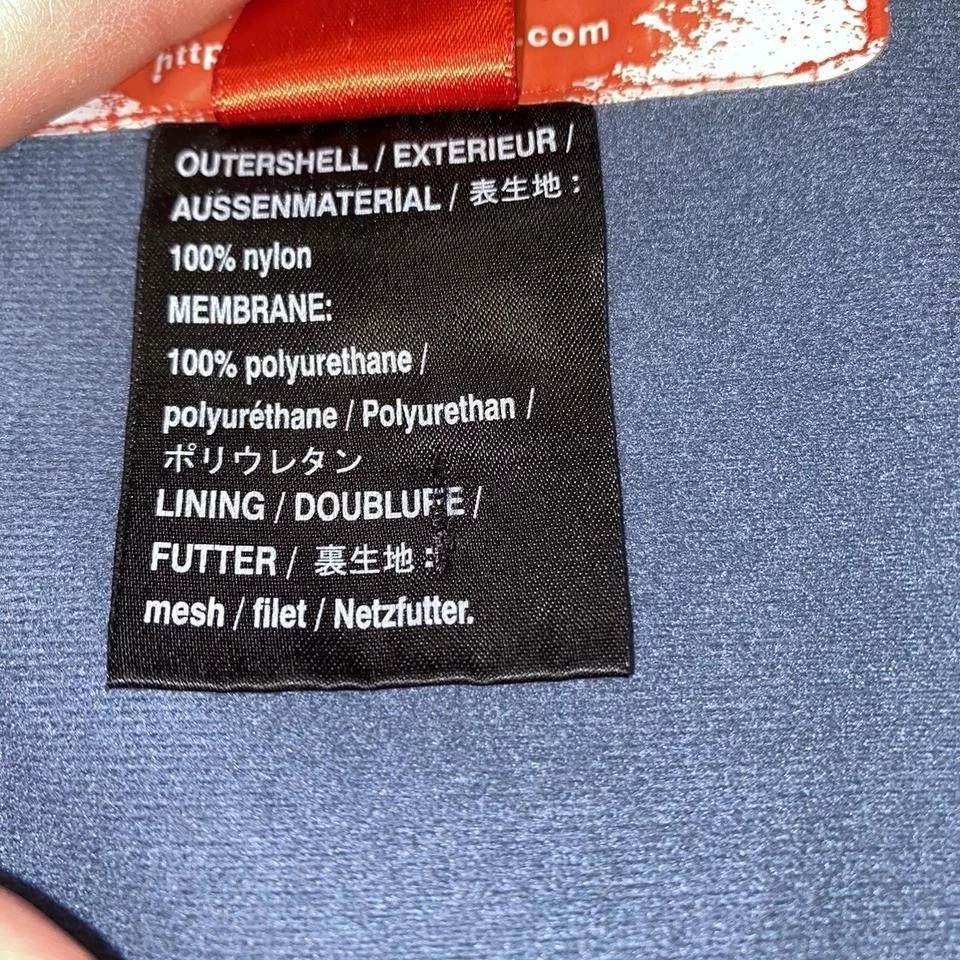 http .com
OUTERSHELL / EXTERIEUR /
AUSSENMATERIAL / 表生地 :
100% nylon
MEMBRANE:
100% polyurethane /
polyuréthane / Polyurethan /
ポリウレタン
LINING / DOUBLURE /
FUTTER / 裏生地 :
mesh / filet / Netzfutter.